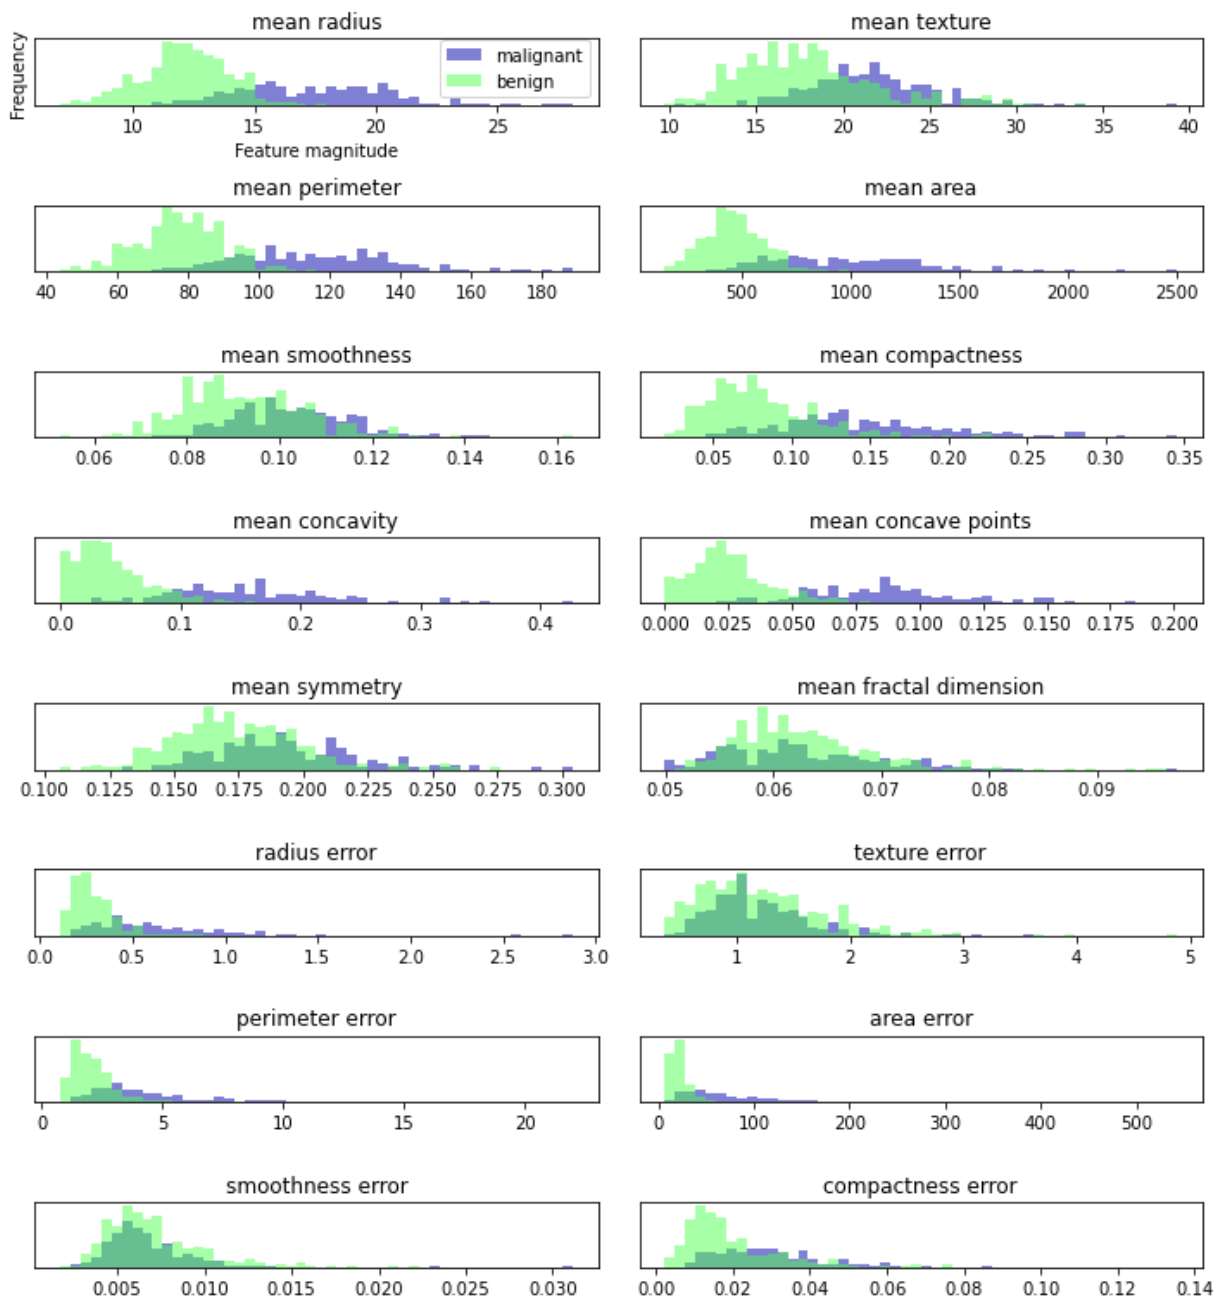 mean radius
mean texture
Frequency
malignant
benign
10 15 20 25
10 15 20 25 30 35 40
Feature magnitude
mean perimeter
mean area
40 60 80 100 120 140 160 180
500 1000 1500 2000 2500
mean smoothness
mean compactness
0.06 0.08 0.10 0.12 0.14 0.16
0.05 0.10 0.15 0.20 0.25 0.30 0.35
mean concavity
mean concave points
0.0 0.1 0.2 0.3 0.4
0.000 0.025 0.050 0.075 0.100 0.125 0.150 0.175 0.200
mean symmetry
mean fractal dimension
0.100 0.125 0.150 0.175 0.200 0.225 0.250 0.275 0.300
0.05 0.06 0.07 0.08 0.09
radius error
texture error
0.0 0.5 1.0 1.5 2.0 2.5 3.0
1 2 3 4 5
perimeter error
area error
0 5 10 15 20
0 100 200 300 400 500
smoothness error
compactness error
0.005 0.010 0.015 0.020 0.025 0.030
0.00 0.02 0.04 0.06 0.08 0.10 0.12 0.14